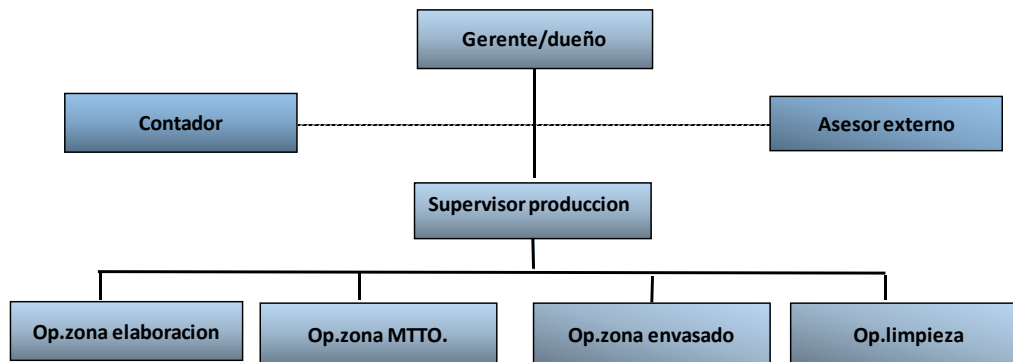 Gerente/dueño
Contador
Asesor externo
Supervisor produccion
Op.zona elaboracion
Op.zona MTTO.
Op.zona envasado
Op.limpieza